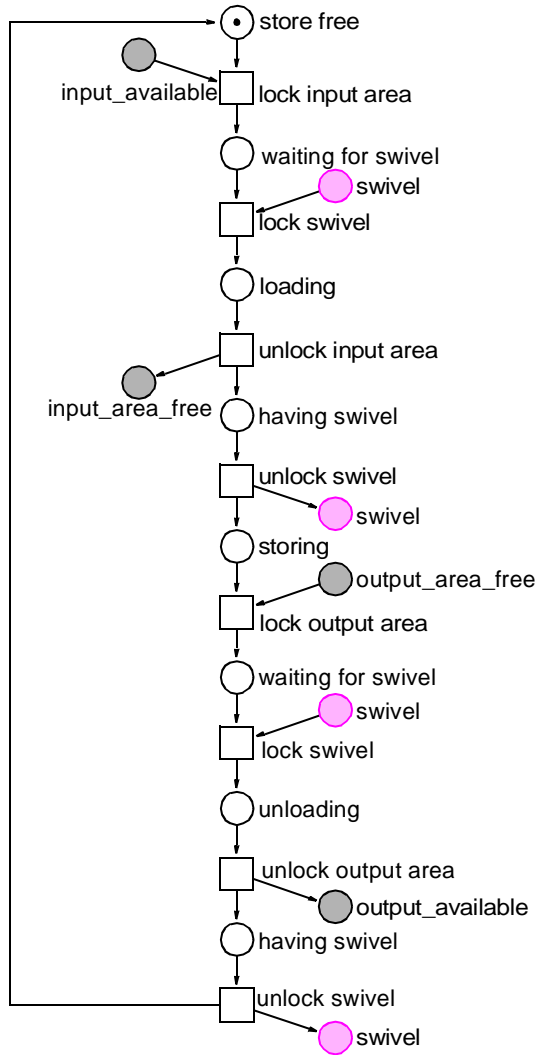 store free
input_available
lock input area
waiting for swivel
swivel
lock swivel
loading
unlock input area
input_area_free
having swivel
unlock swivel
swivel
storing
output_area_free
lock output area
waiting for swivel
swivel
lock swivel
unloading
unlock output area
output_available
having swivel
unlock swivel
swivel